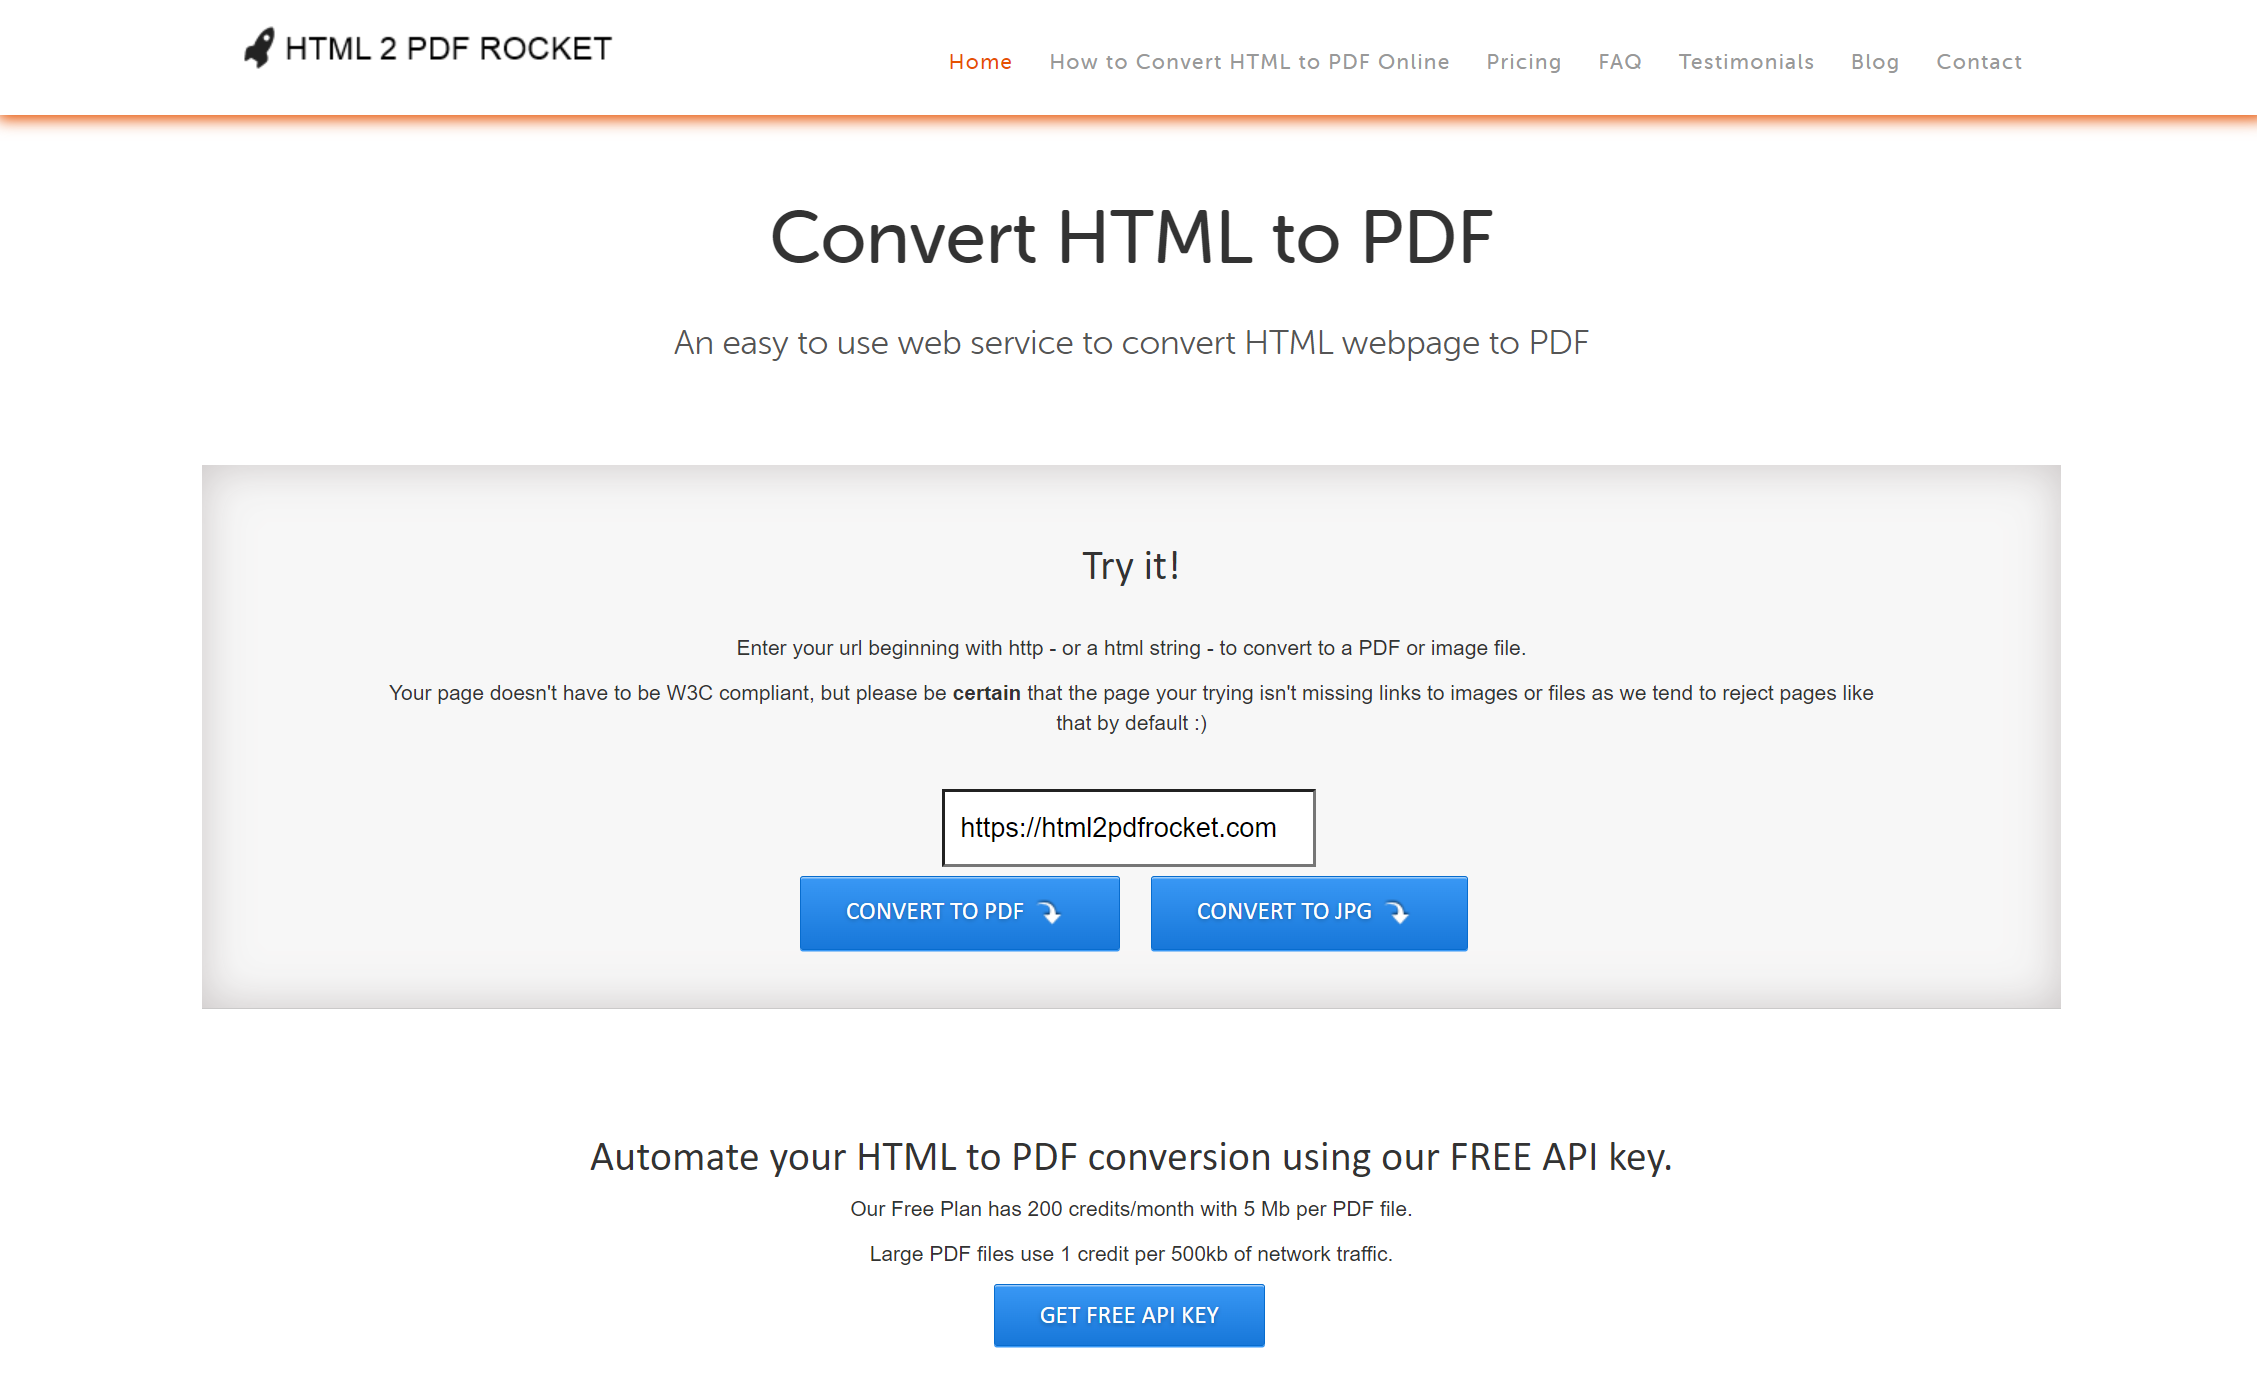 HTML 2 PDF ROCKET
Home How to Convert HTML to PDF Online Pricing FAQ Testimonials Blog Contact
Convert HTML to PDF
An easy to use web service to convert HTML webpage to PDF
Try it!
Enter your url beginning with http - or a html string - to convert to a PDF or image file.
Your page doesn't have to be W3C compliant, but please be certain that the page your trying isn't missing links to images or files as we tend to reject pages like
that by default :)
https://html2pdfrocket.com
CONVERT TO PDF CONVERT TO JPG
Automate your HTML to PDF conversion using our FREE API key.
Our Free Plan has 200 credits/month with 5 Mb per PDF file.
Large PDF files use 1 credit per 500kb of network traffic.
GET FREE API KEY